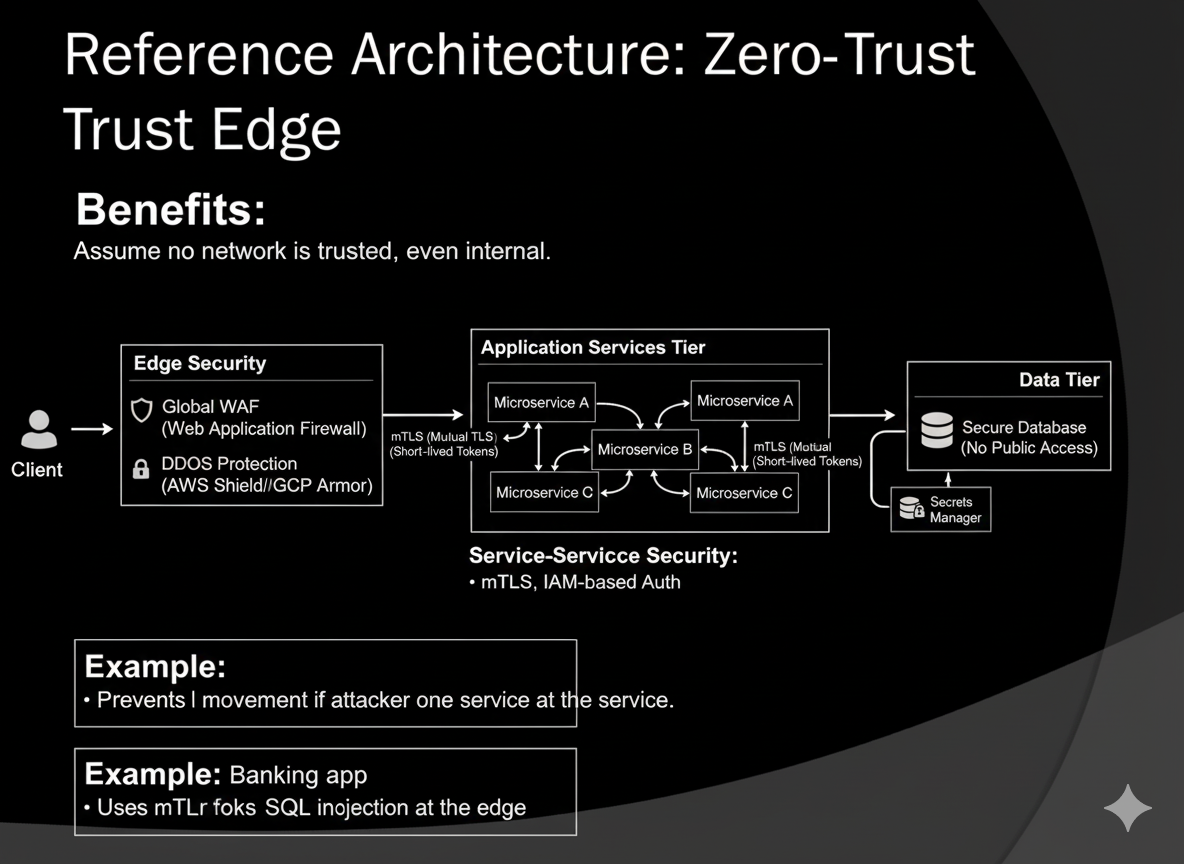 Reference Architecture: Zero-Trust
Trust Edge
Benefits:
Assume no network is trusted, even internal.
Client
Edge Security
Global WAF
(Web Application Firewall)
DDOS Protection
(AWS Shield//GCP Armor)
Application Services Tier
Microservice A
Microservice A
mTLS (Mulual TLS)
(Short-lived Tokens)
Microservice B
mTLS (Motual
(Short-lived Tokens)
Microservice C
Microservice C
Data Tier
Secure Database
(No Public Access)
Secrets
Manager
Service-Servicce Security:
• mTLS, IAM-based Auth
Example:
• Prevents l movement if attacker one service at the service.
Example: Banking app
• Uses mTLr foks SQL inojection at the edge